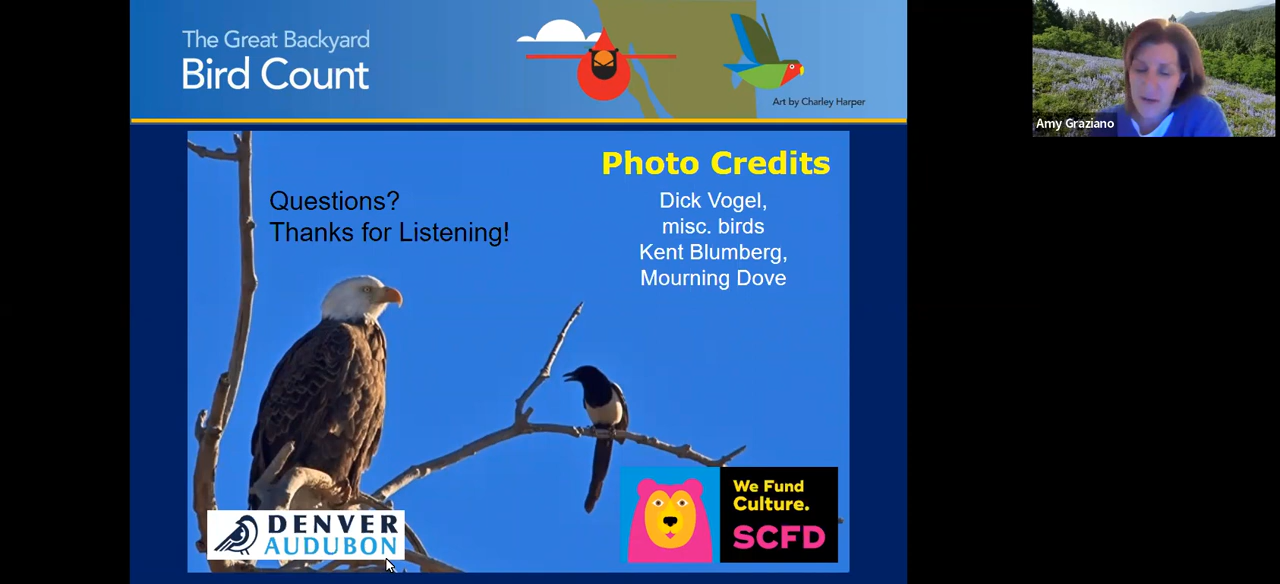 The Great Backyard
Bird Count
Art by Charley Harper
Amy Graziano
Photo Credits
Questions?
Thanks for Listening!
Dick Vogel,
misc. birds
Kent Blumberg,
Mourning Dove
We Fund
Culture.
SCFD
DENVER
AUDUBON